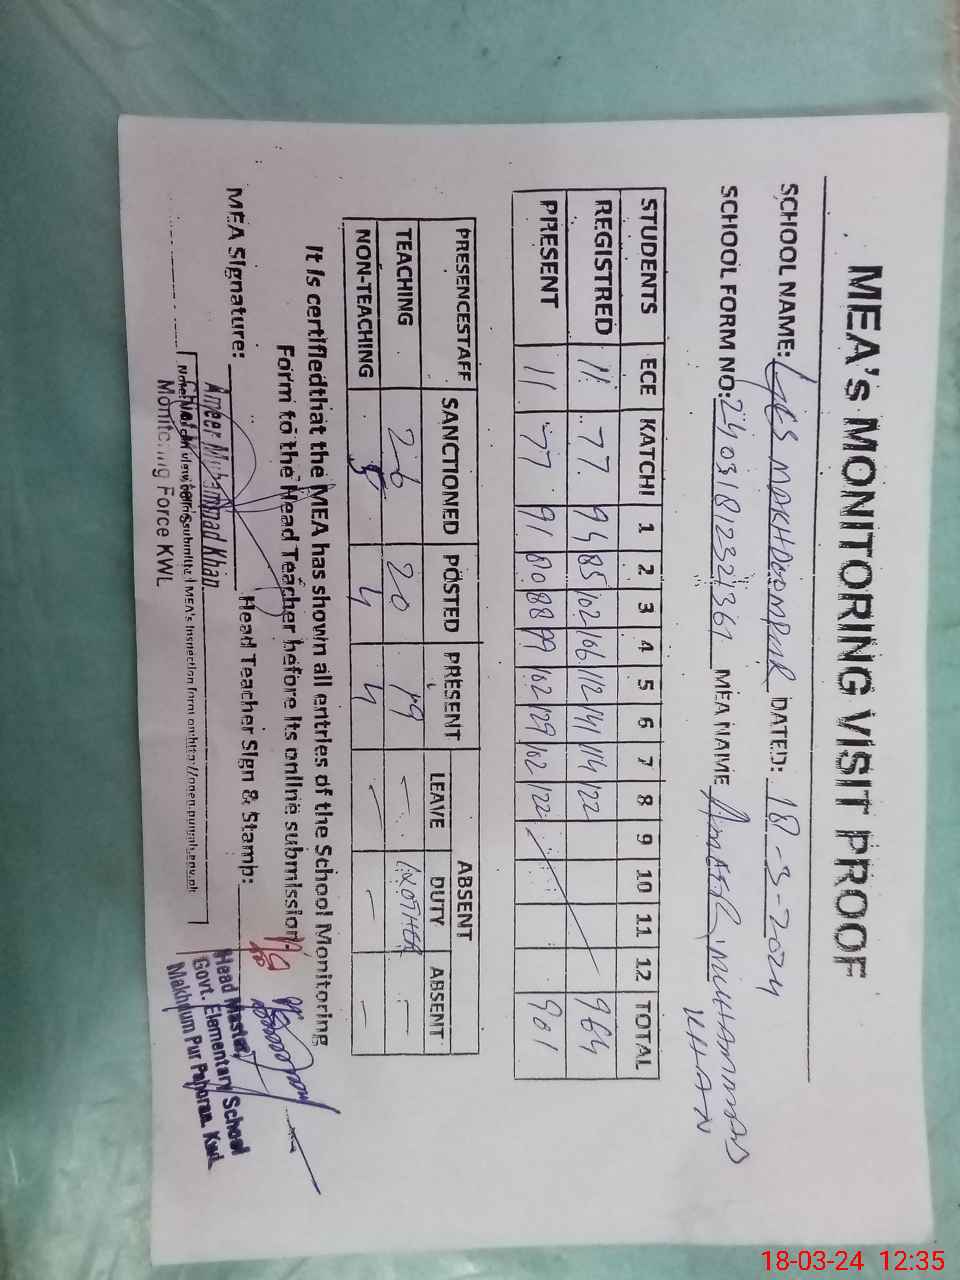 MEA's MONITORING VISIT PROOF
SCHOOL NAME: MAKHDOOMPUR DATED: 18-3-2024
SCHOOL FORM NO: 24031812321361 MEA NAME AMEER MUHAMMAD KHAN
STUDENTS ECE KATCHI 1 2 3 4 5 6 7 8 9 10 11 12 TOTAL
REGISTRED 11 77 94 85 102 106 112 141 114 122 964
PRESENT 11 77 91 80 88 99 102 129 102 122 901
PRESENCESTAFF SANCTIONED POSTED PRESENT ABSENT
LEAVE DUTY ABSENT
TEACHING 26 20 19 - 1xOTHER -
NON-TEACHING 5 4 4 - - -
It is certifiedthat the MEA has shown all entries of the School Monitoring
Form to the Head Teacher before its online submission.
MEA Signature: Head Teacher Sign & Stamp:
Ameer Muhammad Khan
Monitoring Force KWL
Head Master,
Govt. Elementary School
Makhdum Pur Pahoran, Kwl.
18-03-24 12:35